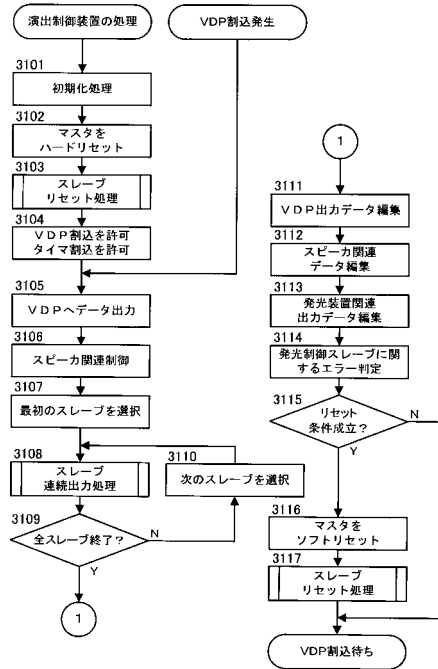 演出制御装置の処理
VDP割込発生
3101
初期化処理
3102
マスタを
ハードリセット
3103
スレーブ
リセット処理
3104
VDP割込を許可
タイマ割込を許可
3105
VDPへデータ出力
3106
スピーカ関連制御
3107
最初のスレーブを選択
3108
スレーブ
連続出力処理
3110
次のスレーブを選択
3109
全スレーブ終了？
N
Y
1
1
3111
VDP出力データ編集
3112
スピーカ関連
データ編集
3113
発光装置関連
出力データ編集
3114
発光制御スレーブに関
するエラー判定
3115
リセット
条件成立？
N
Y
3116
マスタを
ソフトリセット
3117
スレーブ
リセット処理
VDP割込待ち